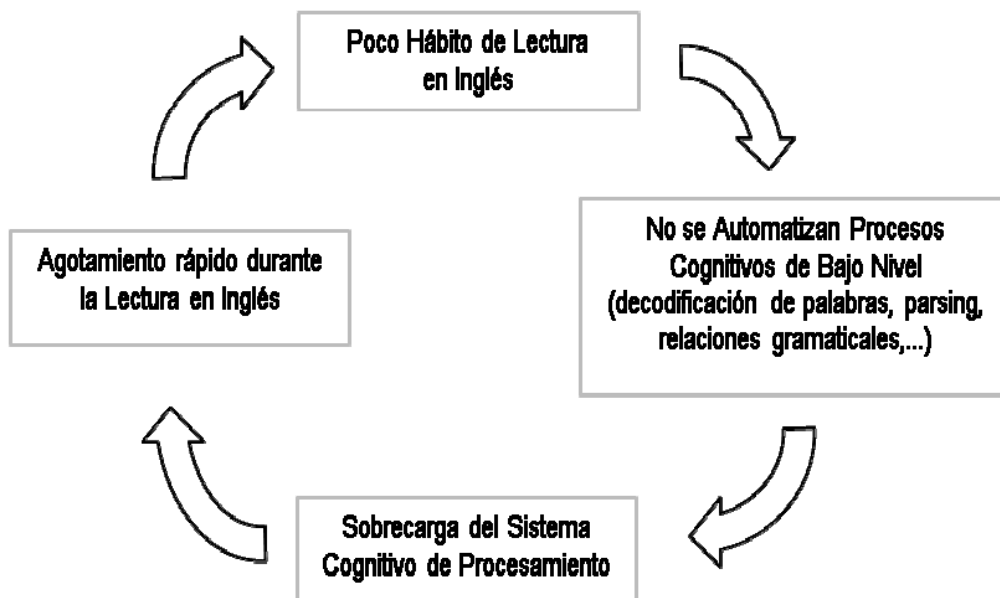 Poco Hábito de Lectura
en Inglés
No se Automatizan Procesos
Cognitivos de Bajo Nivel
(decodificación de palabras, parsing,
relaciones gramaticales,...)
Sobrecarga del Sistema
Cognitivo de Procesamiento
Agotamiento rápido durante
la Lectura en Inglés